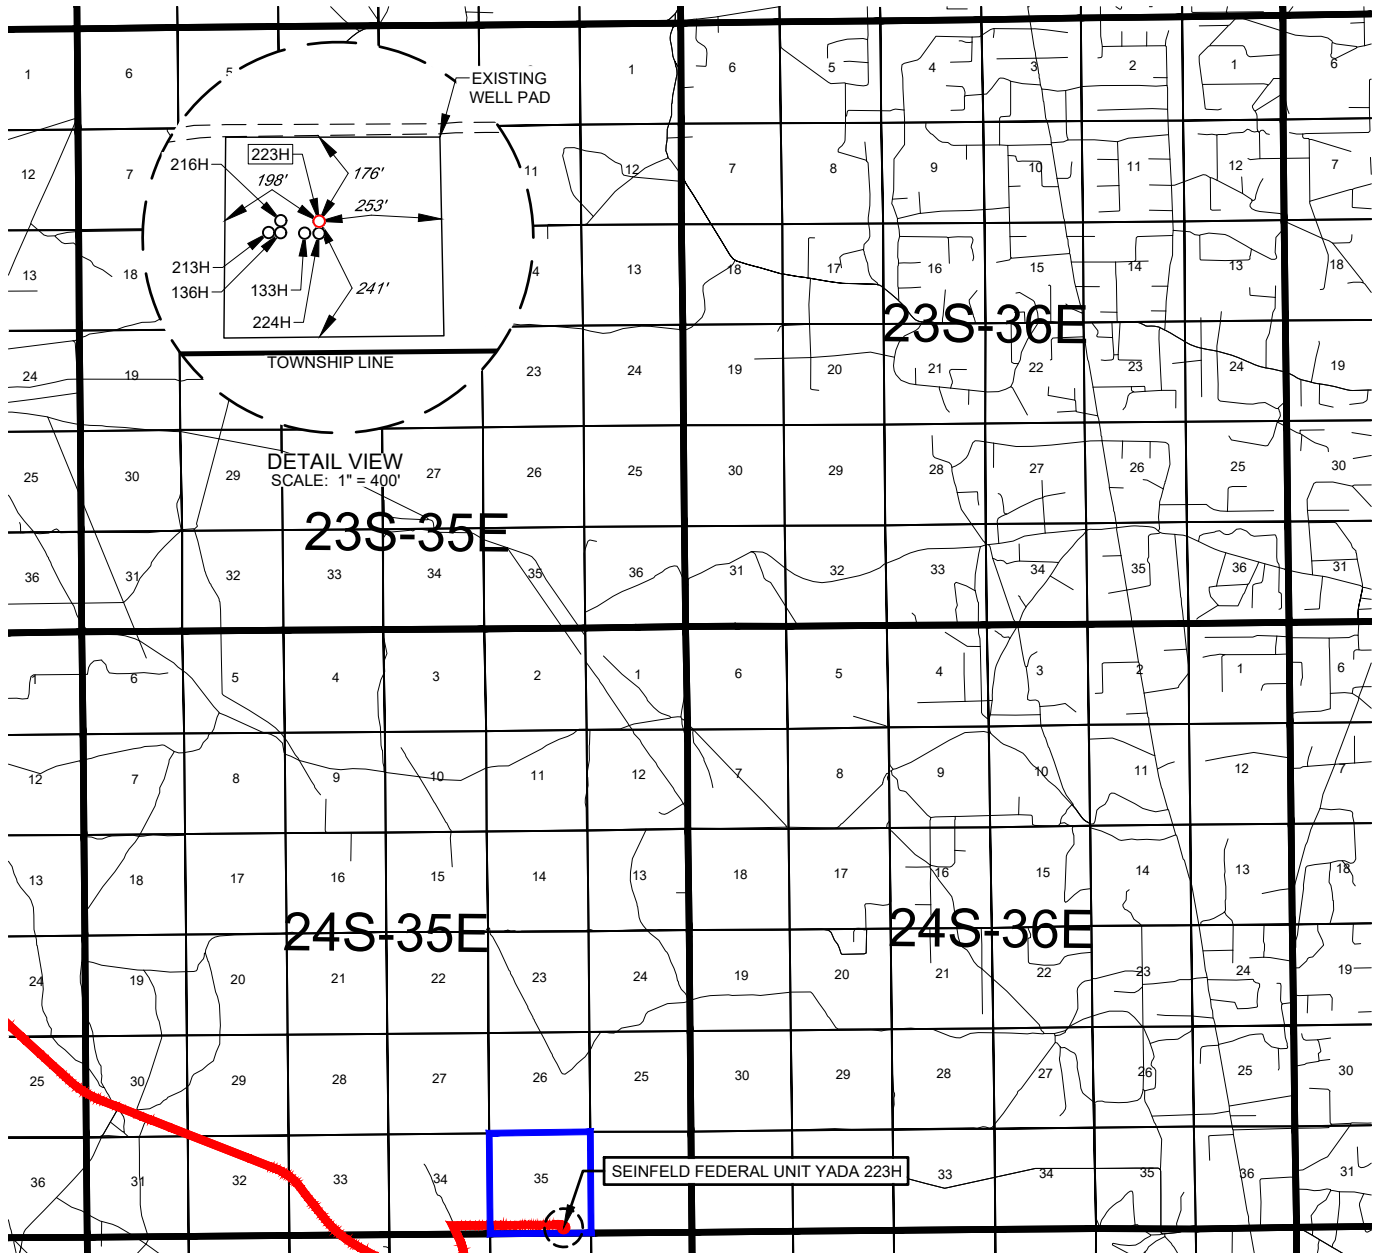 1 6 5 1 6 5 4 3 2 1 6
EXISTING
WELL PAD
12 7 11 12 7 8 9 10 11 12 7
216H
223H
198'
176'
253'
213H
136H
133H
224H
241'
13 18 4 13 18 17 16 15 14 13 18
23S-36E
TOWNSHIP LINE
24 19 23 24 19 20 21 22 23 24 19
DETAIL VIEW
SCALE: 1" = 400'
25 30 29 27 26 25 30 29 28 27 26 25 30
23S-35E
36 31 32 33 34 35 36 31 32 33 34 35 36 31
1 6 5 4 3 2 1 6 5 4 3 2 1 6
12 7 8 9 10 11 12 7 8 9 10 11 12 7
13 18 17 16 15 14 13 18 17 16 15 14 13 18
24S-35E
24S-36E
24 19 20 21 22 23 24 19 20 21 22 23 24 19
25 30 29 28 27 26 25 30 29 28 27 26 25 30
36 31 32 33 34 35 33 34 35 36 31
SEINFELD FEDERAL UNIT YADA 223H